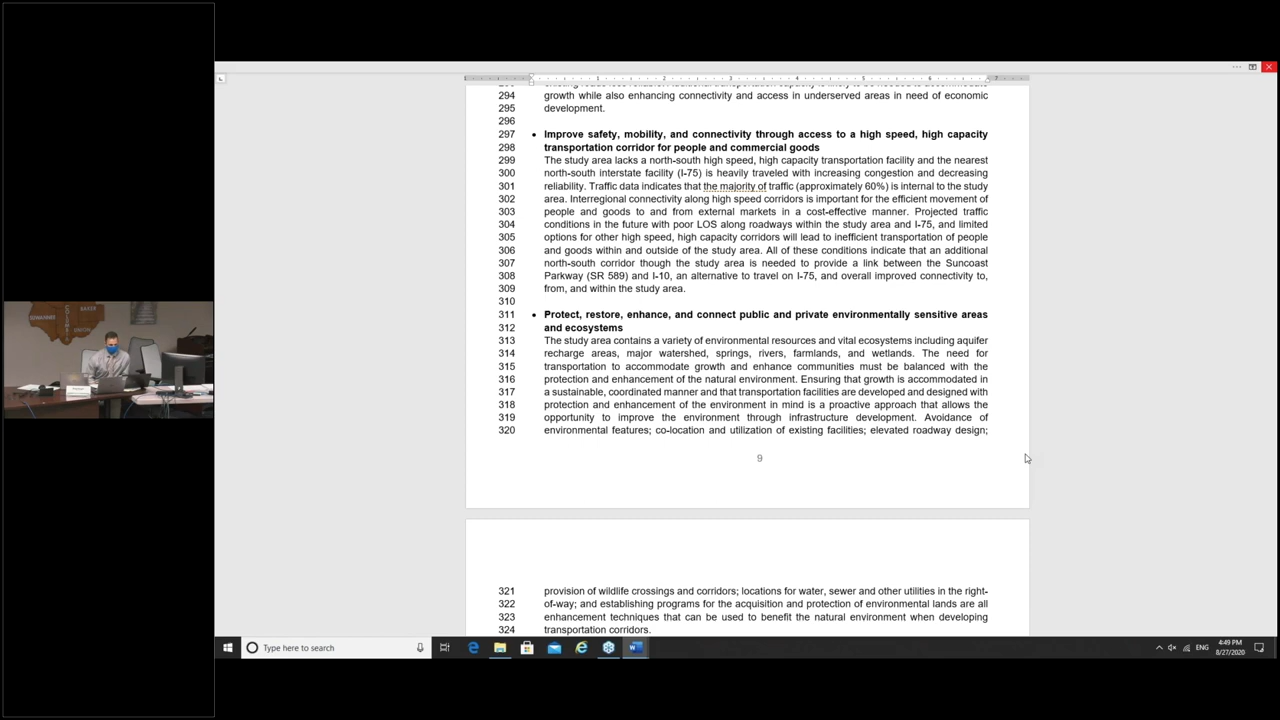 SUWANNEE
BAKER
UNION
294 growth while also enhancing connectivity and access in underserved areas in need of economic
295 development.
296
297 • Improve safety, mobility, and connectivity through access to a high speed, high capacity
298 transportation corridor for people and commercial goods
299 The study area lacks a north-south high speed, high capacity transportation facility and the nearest
300 north-south interstate facility (I-75) is heavily traveled with increasing congestion and decreasing
301 reliability. Traffic data indicates that the majority of traffic (approximately 60%) is internal to the study
302 area. Interregional connectivity along high speed corridors is important for the efficient movement of
303 people and goods to and from external markets in a cost-effective manner. Projected traffic
304 conditions in the future with poor LOS along roadways within the study area and I-75, and limited
305 options for other high speed, high capacity corridors will lead to inefficient transportation of people
306 and goods within and outside of the study area. All of these conditions indicate that an additional
307 north-south corridor though the study area is needed to provide a link between the Suncoast
308 Parkway (SR 589) and I-10, an alternative to travel on I-75, and overall improved connectivity to,
309 from, and within the study area.
310
311 • Protect, restore, enhance, and connect public and private environmentally sensitive areas
312 and ecosystems
313 The study area contains a variety of environmental resources and vital ecosystems including aquifer
314 recharge areas, major watershed, springs, rivers, farmlands, and wetlands. The need for
315 transportation to accommodate growth and enhance communities must be balanced with the
316 protection and enhancement of the natural environment. Ensuring that growth is accommodated in
317 a sustainable, coordinated manner and that transportation facilities are developed and designed with
318 protection and enhancement of the environment in mind is a proactive approach that allows the
319 opportunity to improve the environment through infrastructure development. Avoidance of
320 environmental features; co-location and utilization of existing facilities; elevated roadway design;
9
321 provision of wildlife crossings and corridors; locations for water, sewer and other utilities in the right-
322 of-way; and establishing programs for the acquisition and protection of environmental lands are all
323 enhancement techniques that can be used to benefit the natural environment when developing
324 transportation corridors.
Type here to search
ENG
4:49 PM
8/27/2020